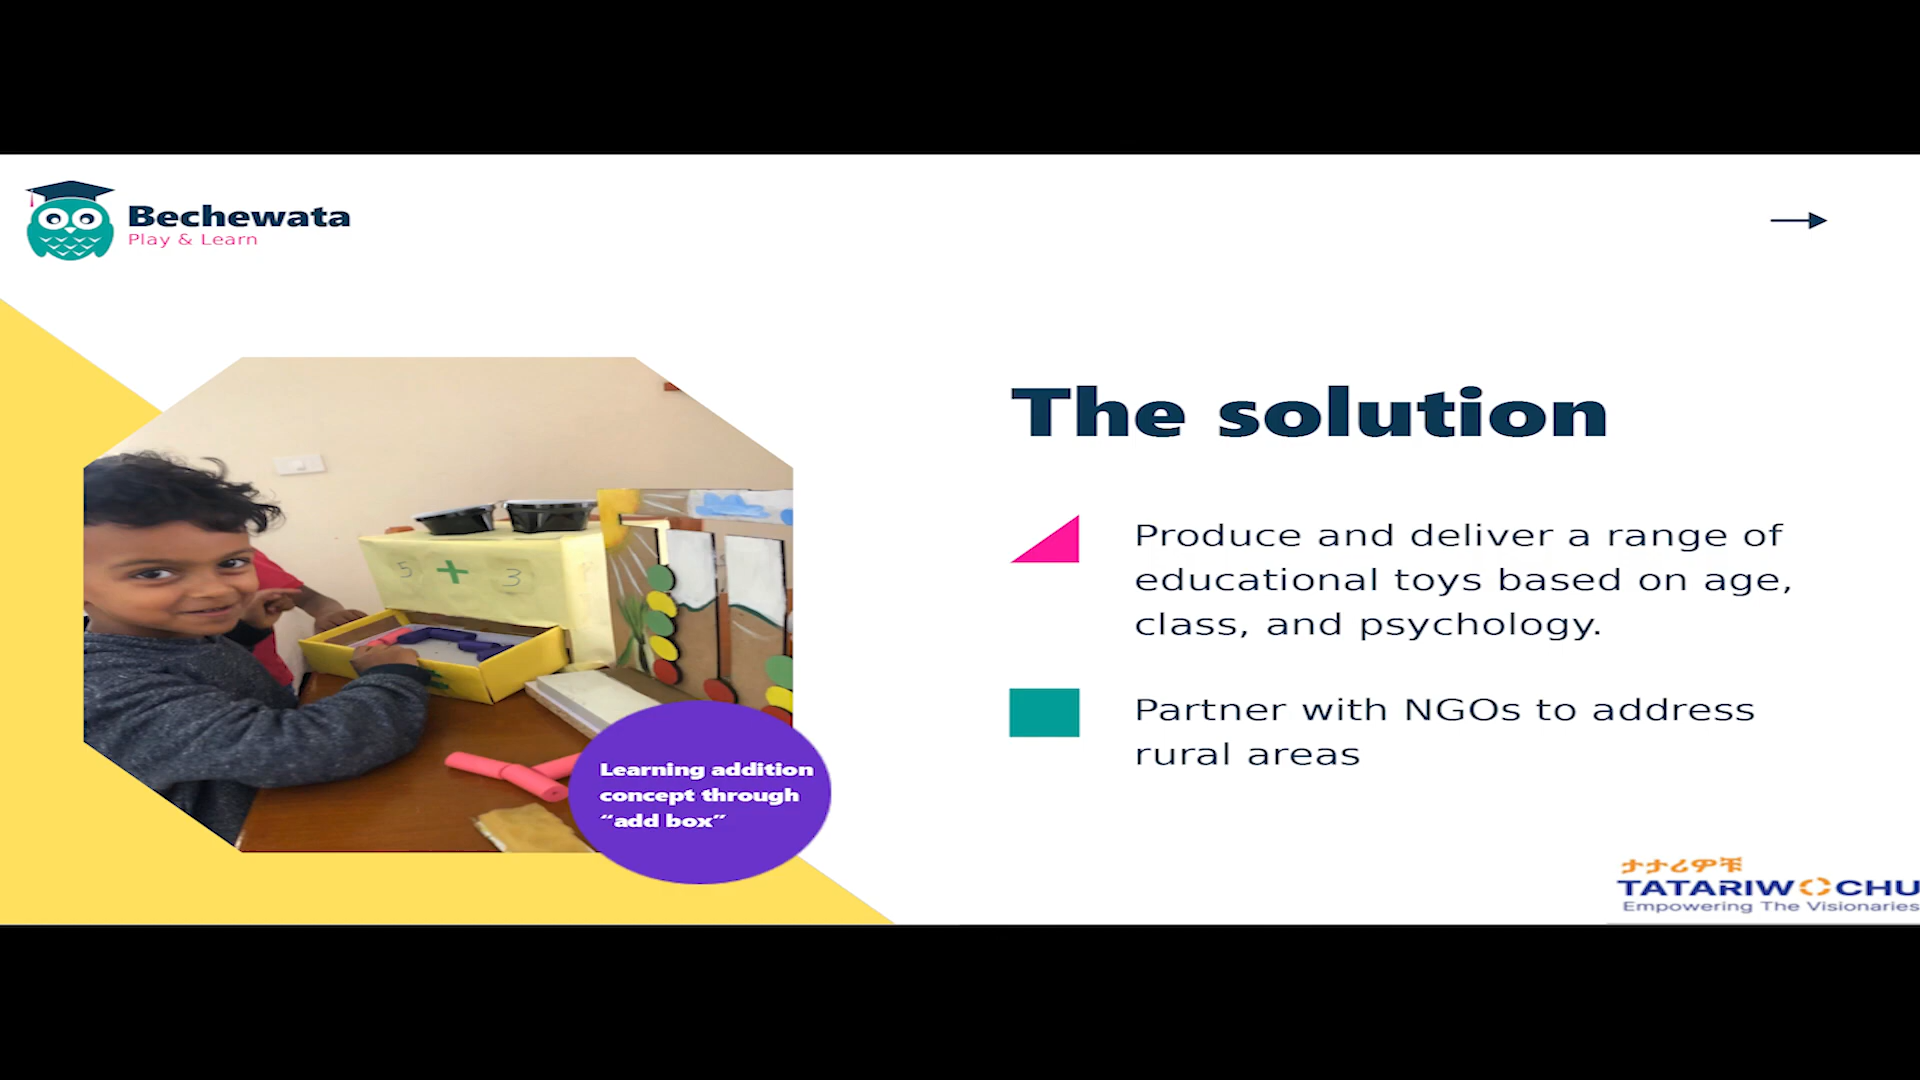 Bechewata
Play & Learn
The solution
5 + 3
Produce and deliver a range of
educational toys based on age,
class, and psychology.
Partner with NGOs to address
rural areas
Learning addition
concept through
“add box”
ታታሪዎቹ
TATARIWOCHU
Empowering The Visionaries